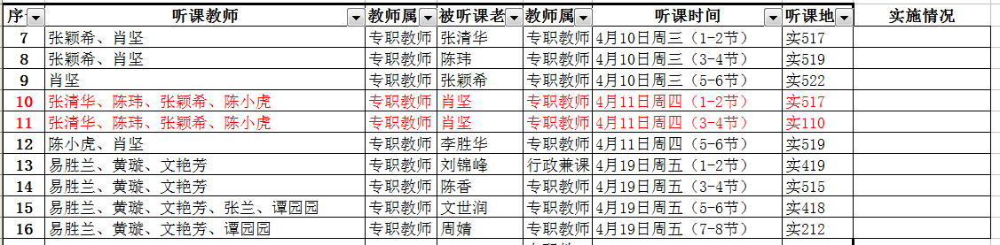 序号 听课教师 教师属 被听课老 教师属 听课时间 听课地 实施情况
7 张颖希、肖坚 专职教师 张清华 专职教师 4月10日周三（1-2节） 实517
8 张颖希、肖坚 专职教师 陈玮 专职教师 4月10日周三（3-4节） 实519
9 肖坚 专职教师 张颖希 专职教师 4月10日周三（5-6节） 实522
10 张清华、陈玮、张颖希、陈小虎 专职教师 肖坚 专职教师 4月11日周四（1-2节） 实517
11 张清华、陈玮、张颖希、陈小虎 专职教师 肖坚 专职教师 4月11日周四（3-4节） 实110
12 陈小虎、肖坚 专职教师 李胜华 专职教师 4月11日周四（5-6节） 实519
13 易胜兰、黄璇、文艳芳 专职教师 刘锦峰 行政兼课 4月19日周五（1-2节） 实419
14 易胜兰、黄璇、文艳芳 专职教师 陈香 专职教师 4月19日周五（3-4节） 实515
15 易胜兰、黄璇、文艳芳、张兰、谭园园 专职教师 文世润 专职教师 4月19日周五（5-6节） 实418
16 易胜兰、黄璇、文艳芳、谭园园 专职教师 周婧 专职教师 4月19日周五（7-8节） 实212